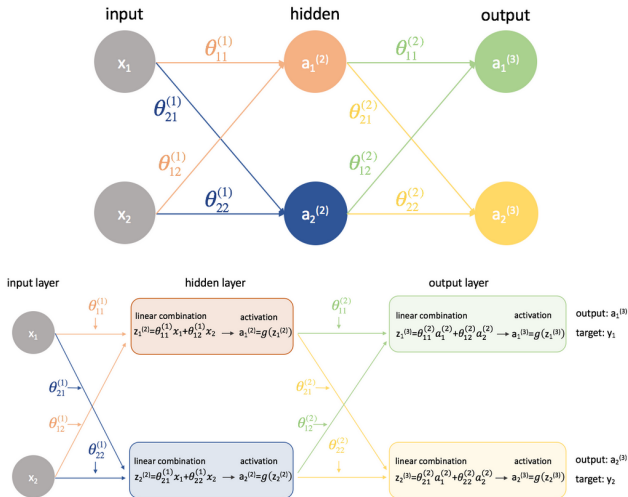 input hidden output
θ₁₁⁽¹⁾ θ₁₁⁽²⁾
x₁ a₁⁽²⁾ a₁⁽³⁾
θ₂₁⁽¹⁾ θ₂₁⁽²⁾
θ₁₂⁽¹⁾ θ₁₂⁽²⁾
θ₂₂⁽¹⁾ θ₂₂⁽²⁾
x₂ a₂⁽²⁾ a₂⁽³⁾
input layer hidden layer output layer
θ₁₁⁽¹⁾ θ₁₁⁽²⁾
linear combination activation linear combination activation output: a₁⁽³⁾
x₁ z₁⁽²⁾=θ₁₁⁽¹⁾x₁+θ₁₂⁽¹⁾x₂ → a₁⁽²⁾=g(z₁⁽²⁾) z₁⁽³⁾=θ₁₁⁽²⁾a₁⁽²⁾+θ₁₂⁽²⁾a₂⁽²⁾ → a₁⁽³⁾=g(z₁⁽³⁾) target: y₁
θ₂₁⁽¹⁾ θ₂₁⁽²⁾
θ₁₂⁽¹⁾ θ₁₂⁽²⁾
θ₂₂⁽¹⁾ θ₂₂⁽²⁾
linear combination activation linear combination activation output: a₂⁽³⁾
x₂ z₂⁽²⁾=θ₂₁⁽¹⁾x₁+θ₂₂⁽¹⁾x₂ → a₂⁽²⁾=g(z₂⁽²⁾) z₂⁽³⁾=θ₂₁⁽²⁾a₁⁽²⁾+θ₂₂⁽²⁾a₂⁽²⁾ → a₂⁽³⁾=g(z₂⁽³⁾) target: y₂